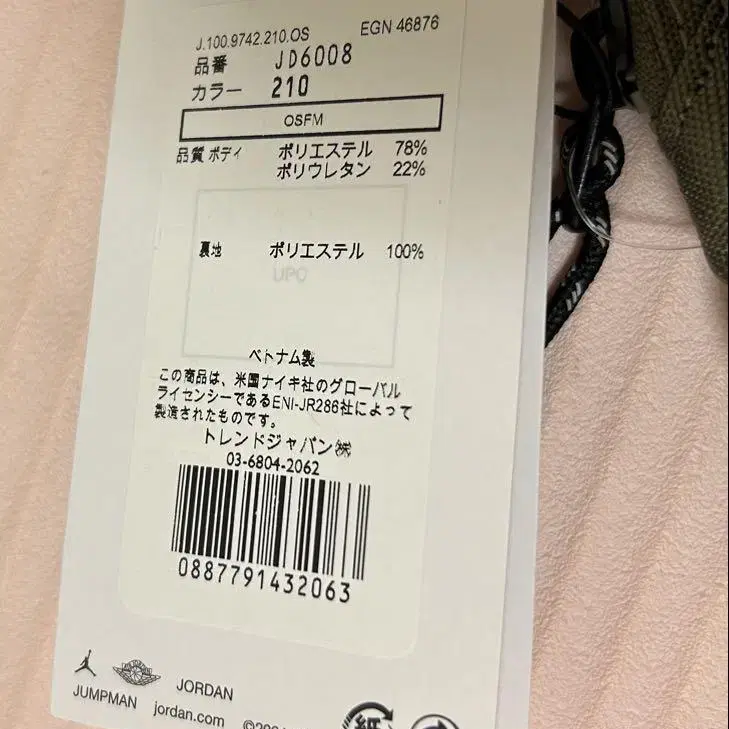 J.100.9742.210.OS EGN 46876
品番 JD6008
カラー 210
OSFM
品質 ボディ ポリエステル 78%
ポリウレタン 22%
裏地 ポリエステル 100%
UPC
ベトナム製
この商品は、米国ナイキ社のグローバル
ライセンシーであるENI-JR286社によって
製造されたものです。
トレンドジャパン㈱
03-6804-2062
0887791432063
JUMPMAN
JORDAN
jordan.com
紙